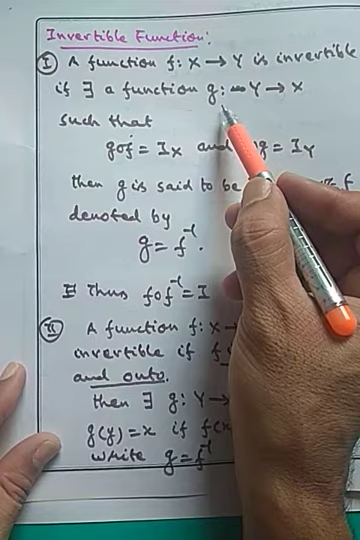 Invertible Function:
(I) A function f: X → Y is invertible
if ∃ a function g: Y → X
such that
gof = I_X and g = I_Y
then g is said to be f
denoted by
g = f⁻¹.
Thus fof⁻¹ = I
(II) A function f: X →
invertible if f
and onto.
then ∃ g: Y →
g(y) = x if f(x
write g = f⁻¹